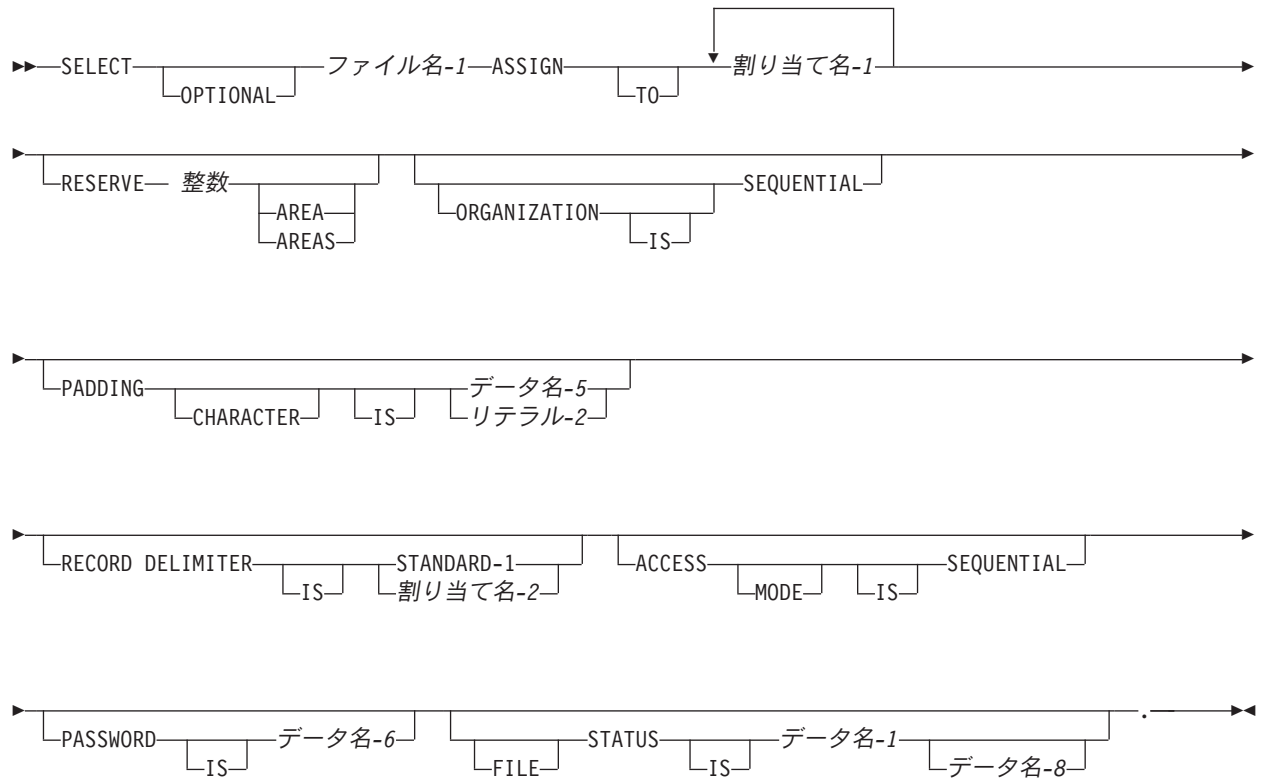 SELECT ファイル名-1 ASSIGN 割り当て名-1
OPTIONAL TO
RESERVE 整数 SEQUENTIAL
AREA ORGANIZATION
AREAS IS
PADDING データ名-5
CHARACTER IS リテラル-2
RECORD DELIMITER STANDARD-1 ACCESS SEQUENTIAL
IS 割り当て名-2 MODE IS
PASSWORD データ名-6 STATUS データ名-1 .
IS FILE IS データ名-8